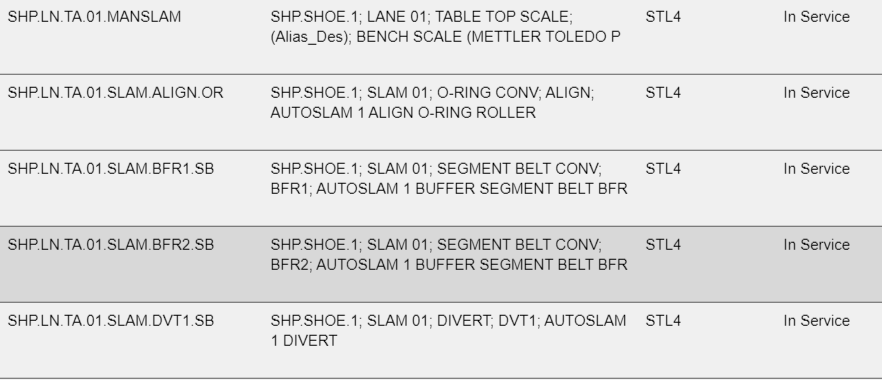 SHP.LN.TA.01.MANSLAM SHP.SHOE.1; LANE 01; TABLE TOP SCALE; STL4 In Service
(Alias_Des); BENCH SCALE (METTLER TOLEDO P
SHP.LN.TA.01.SLAM.ALIGN.OR SHP.SHOE.1; SLAM 01; O-RING CONV; ALIGN; STL4 In Service
AUTOSLAM 1 ALIGN O-RING ROLLER
SHP.LN.TA.01.SLAM.BFR1.SB SHP.SHOE.1; SLAM 01; SEGMENT BELT CONV; STL4 In Service
BFR1; AUTOSLAM 1 BUFFER SEGMENT BELT BFR
SHP.LN.TA.01.SLAM.BFR2.SB SHP.SHOE.1; SLAM 01; SEGMENT BELT CONV; STL4 In Service
BFR2; AUTOSLAM 1 BUFFER SEGMENT BELT BFR
SHP.LN.TA.01.SLAM.DVT1.SB SHP.SHOE.1; SLAM 01; DIVERT; DVT1; AUTOSLAM STL4 In Service
1 DIVERT